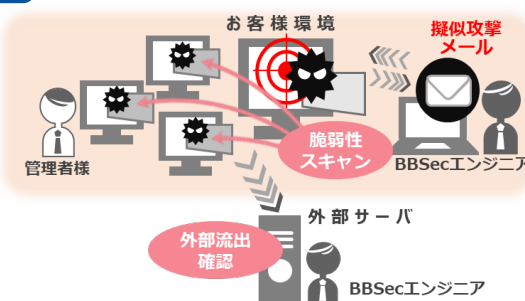 お客様環境
擬似攻撃
メール
脆弱性
スキャン
管理者様
BBSecエンジニア
外部サーバ
外部流出
確認
BBSecエンジニア